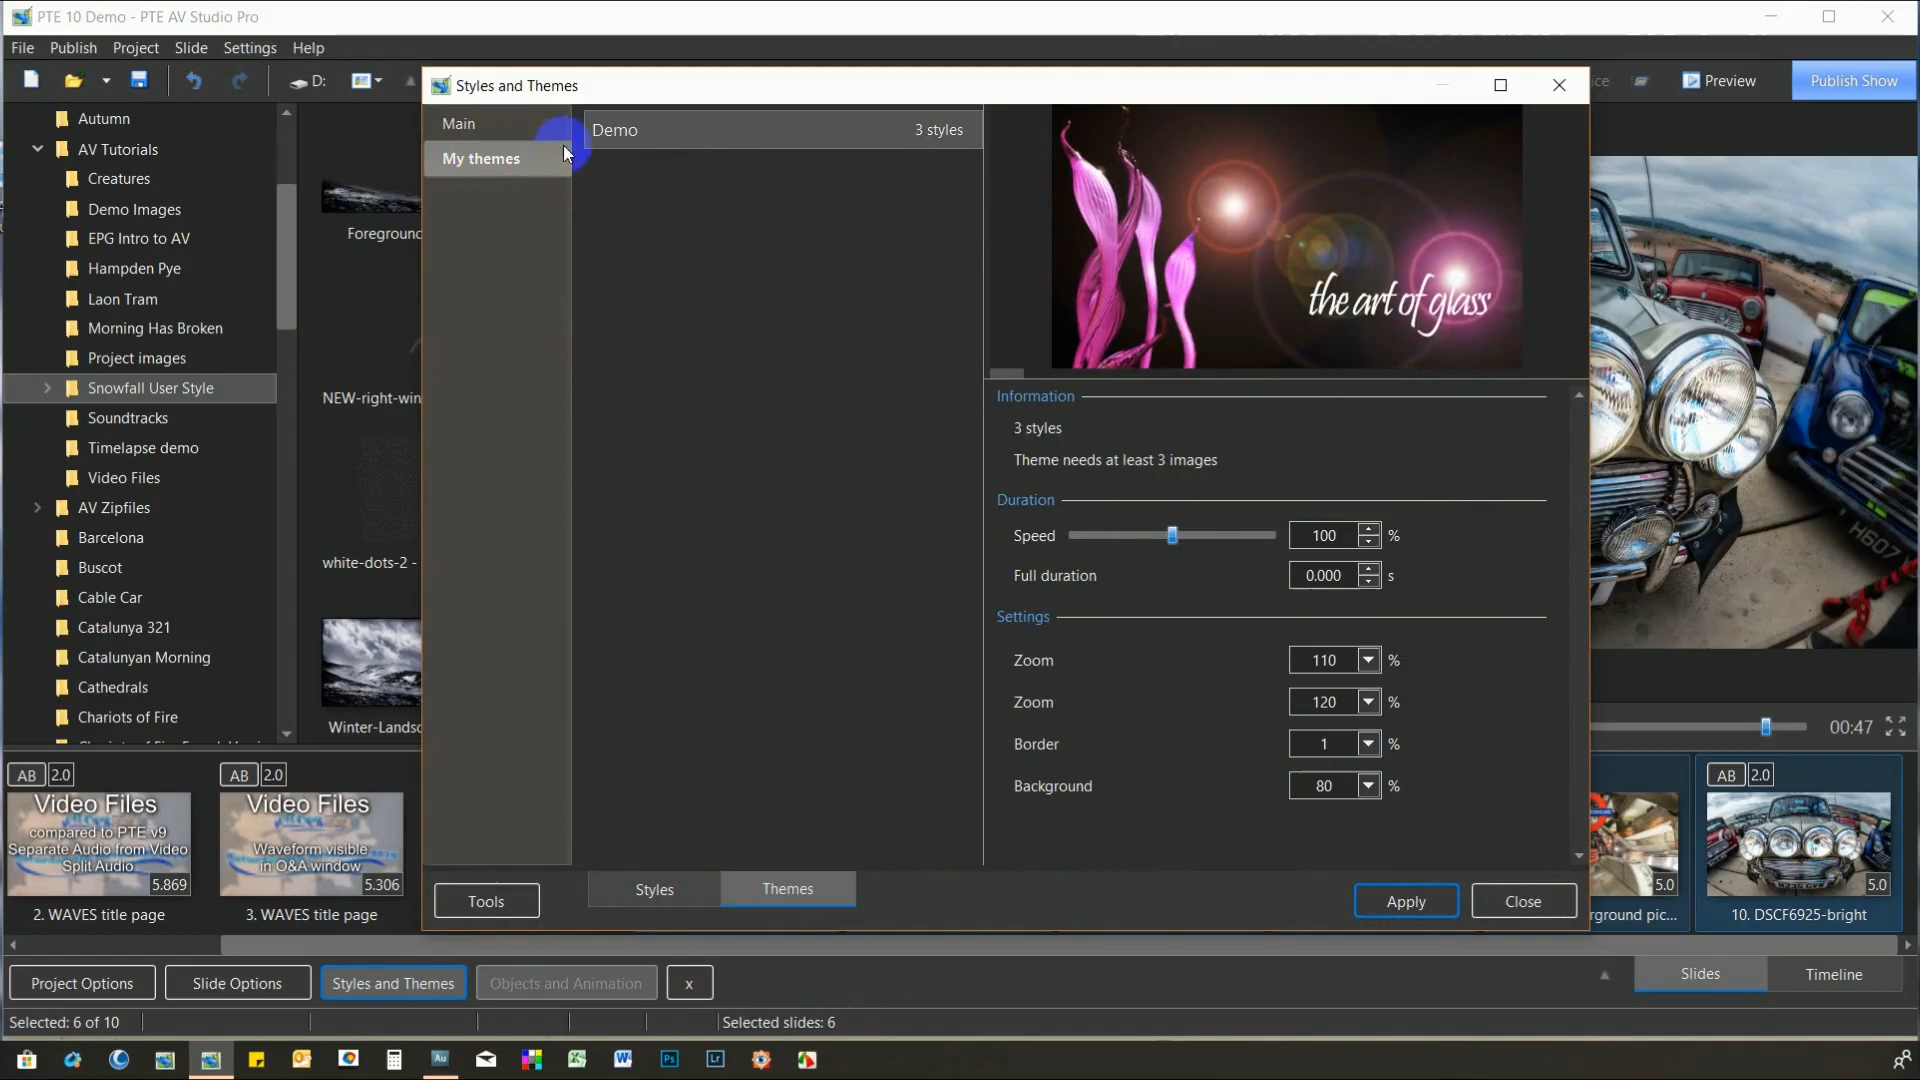 PTE 10 Demo - PTE AV Studio Pro
File Publish Project Slide Settings Help
D:
Preview
Publish Show
Autumn
AV Tutorials
Creatures
Demo Images
EPG Intro to AV
Hampden Pye
Laon Tram
Morning Has Broken
Project images
Snowfall User Style
Soundtracks
Timelapse demo
Video Files
AV Zipfiles
Barcelona
Buscot
Cable Car
Catalunya 321
Catalunyan Morning
Cathedrals
Chariots of Fire
Foreground
NEW-right-win
white-dots-2 -
Winter-Landsc
Styles and Themes
Main
My themes
Demo 3 styles
the art of glass
Information
3 styles
Theme needs at least 3 images
Duration
Speed 100 %
Full duration 0.000 s
Settings
Zoom 110 %
Zoom 120 %
Border 1 %
Background 80 %
Tools
Styles Themes
Apply Close
H607
00:47
AB 2.0
Video Files
compared to PTE v9
Separate Audio from Video
Split Audio
5.869
2. WAVES title page
AB 2.0
Video Files
Waveform visible
in O&A window
5.306
3. WAVES title page
5.0
rground pic...
AB 2.0
5.0
10. DSCF6925-bright
Project Options Slide Options Styles and Themes Objects and Animation x
Slides Timeline
Selected: 6 of 10 Selected slides: 6
Au
Ps
Lr